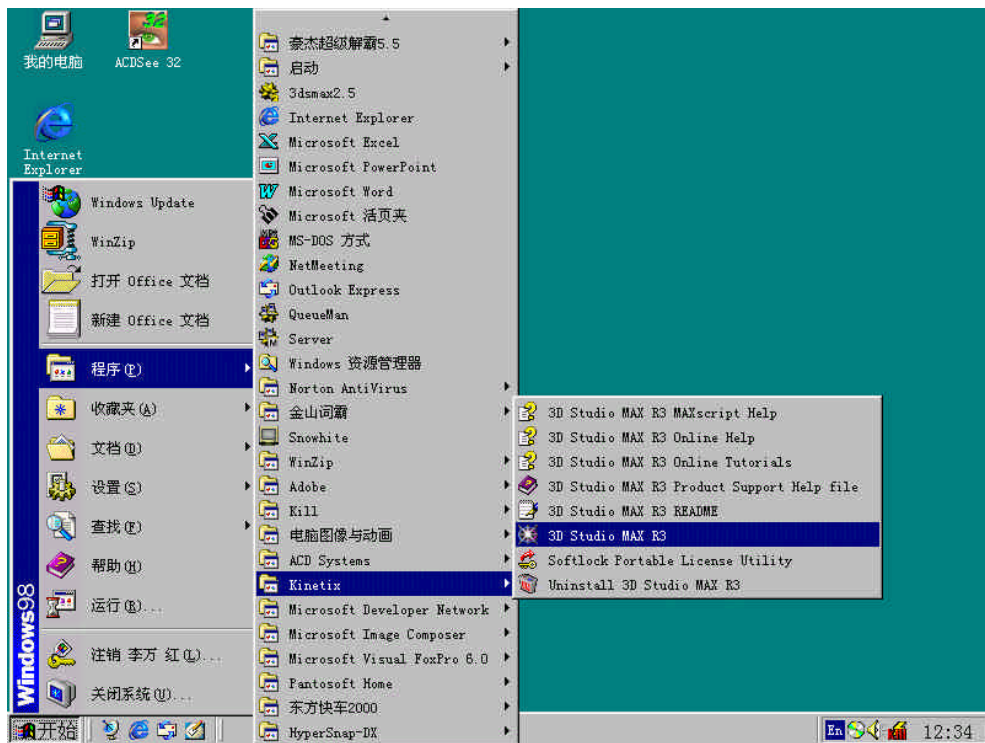 我的电脑
ACDSee 32
Internet
Explorer
Windows Update
WinZip
打开 Office 文档
新建 Office 文档
程序(P)
收藏夹(A)
文档(D)
设置(S)
查找(F)
帮助(H)
运行(R)...
注销 李万 红(L)...
关闭系统(U)...
Windows98
豪杰超级解霸5.5
启动
3dsmax2.5
Internet Explorer
Microsoft Excel
Microsoft PowerPoint
Microsoft Word
Microsoft 活页夹
MS-DOS 方式
NetMeeting
Outlook Express
QueueMan
Server
Windows 资源管理器
Norton AntiVirus
金山词霸
Snowhite
WinZip
Adobe
Kill
电脑图像与动画
ACD Systems
Kinetix
Microsoft Developer Network
Microsoft Image Composer
Microsoft Visual FoxPro 6.0
Pantosoft Home
东方快车2000
HyperSnap-DX
3D Studio MAX R3 MAXscript Help
3D Studio MAX R3 Online Help
3D Studio MAX R3 Online Tutorials
3D Studio MAX R3 Product Support Help file
3D Studio MAX R3 README
3D Studio MAX R3
Softlock Portable License Utility
Uninstall 3D Studio MAX R3
开始
En
12:34